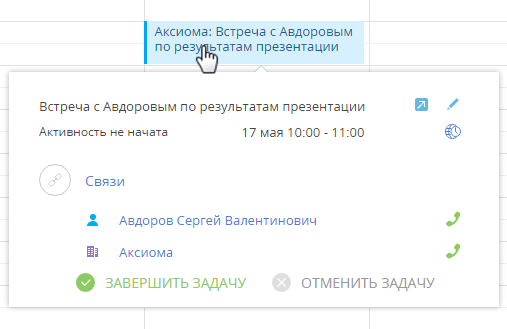 Аксиома: Встреча с Авдоровым
по результатам презентации
Встреча с Авдоровым по результатам презентации
Активность не начата 17 мая 10:00 - 11:00
Связи
Авдоров Сергей Валентинович
Аксиома
ЗАВЕРШИТЬ ЗАДАЧУ ОТМЕНИТЬ ЗАДАЧУ